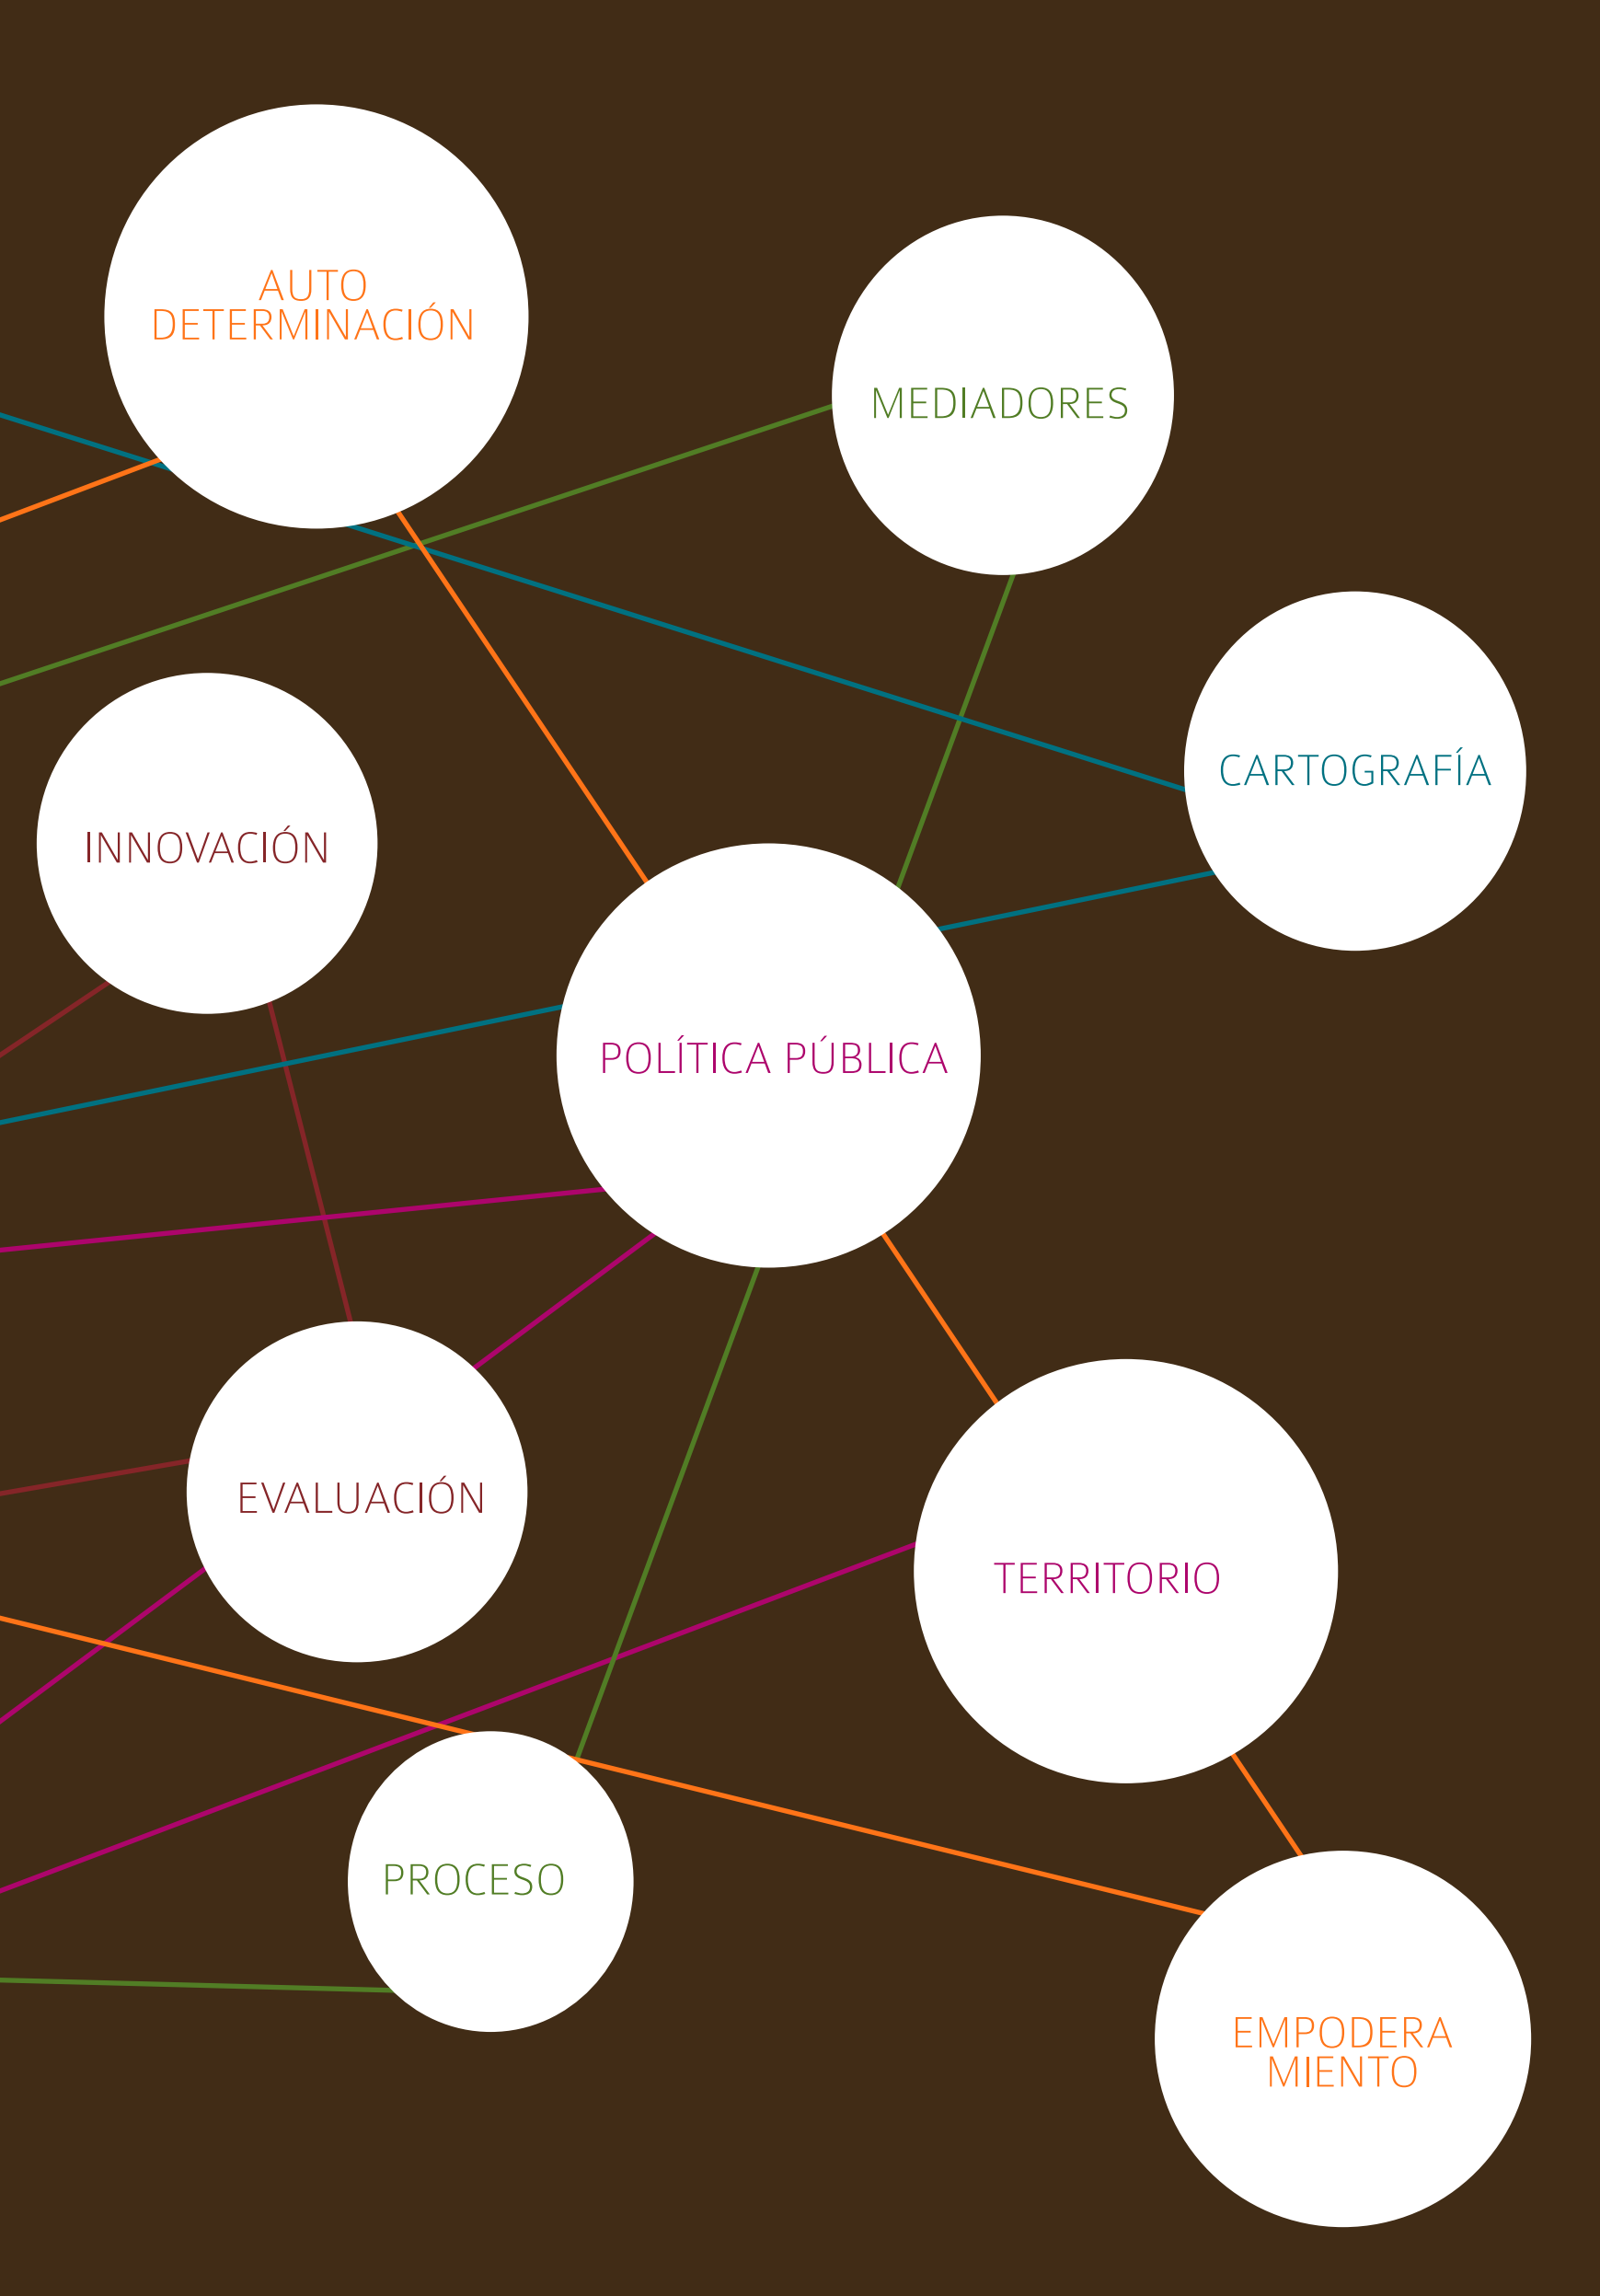 AUTO
DETERMINACIÓN
MEDIADORES
CARTOGRAFÍA
INNOVACIÓN
POLÍTICA PÚBLICA
EVALUACIÓN
TERRITORIO
PROCESO
EMPODERA
MIENTO